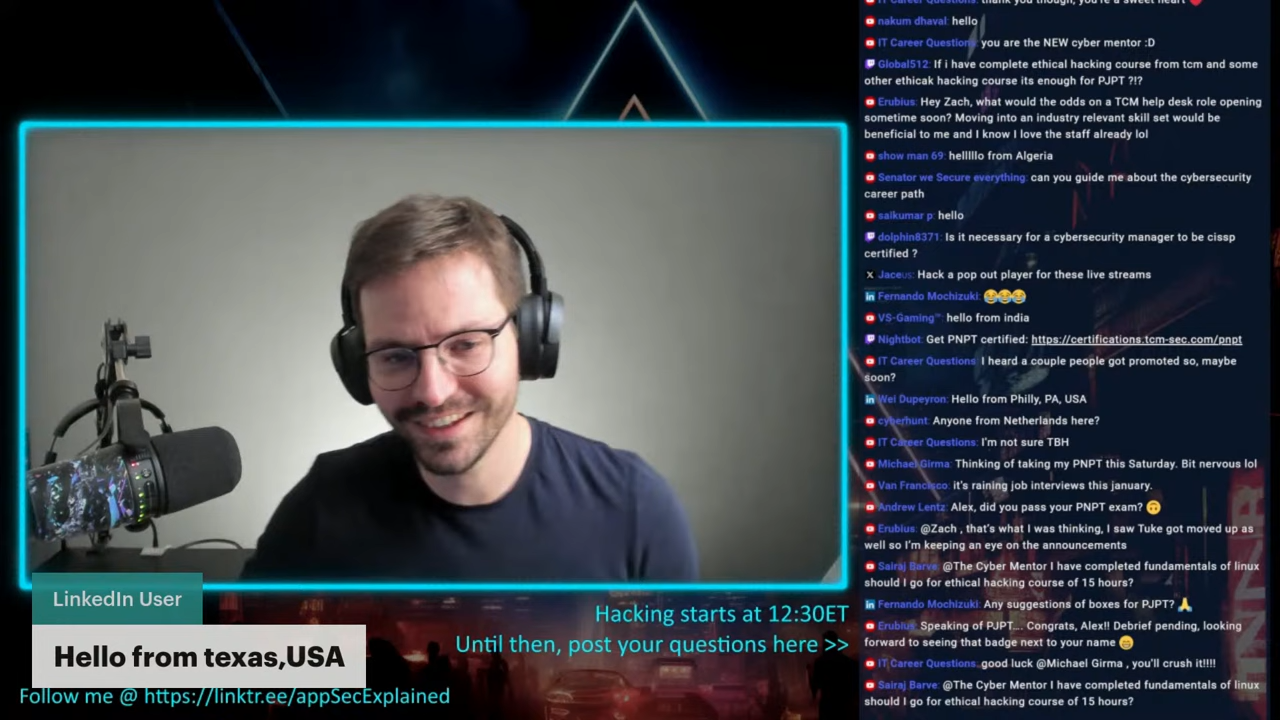 IT Career Questions: thank you though, you're a sweet heart
nakum dhaval: hello
IT Career Questions: you are the NEW cyber mentor :D
Global512: If i have complete ethical hacking course from tcm and some
other ethicak hacking course its enough for PJPT ?!?
Erubius: Hey Zach, what would the odds on a TCM help desk role opening
sometime soon? Moving into an industry relevant skill set would be
beneficial to me and I know I love the staff already lol
show man 69: helllllo from Algeria
Senator we Secure everything: can you guide me about the cybersecurity
career path
saikumar p: hello
dolphin8371: Is it necessary for a cybersecurity manager to be cissp
certified ?
Jaceus: Hack a pop out player for these live streams
Fernando Mochizuki: 😂😂😂
VS-Gaming™: hello from india
Nightbot: Get PNPT certified: https://certifications.tcm-sec.com/pnpt
IT Career Questions: I heard a couple people got promoted so, maybe
soon?
Wel Dupeyron: Hello from Philly, PA, USA
cyberhunt: Anyone from Netherlands here?
IT Career Questions: I'm not sure TBH
Michael Girma: Thinking of taking my PNPT this Saturday. Bit nervous lol
Van Francisco: it's raining job interviews this january.
Andrew Lentz: Alex, did you pass your PNPT exam? 🙃
Erubius: @Zach , that's what I was thinking, I saw Tuke got moved up as
well so I'm keeping an eye on the announcements
Sairaj Barve: @The Cyber Mentor I have completed fundamentals of linux
should I go for ethical hacking course of 15 hours?
Fernando Mochizuki: Any suggestions of boxes for PJPT? 🙏
Erubius: Speaking of PJPT.... Congrats, Alex!! Debrief pending, looking
forward to seeing that badge next to your name 😁
IT Career Questions: good luck @Michael Girma , you'll crush it!!!!
Sairaj Barve: @The Cyber Mentor I have completed fundamentals of linux
should I go for ethical hacking course of 15 hours?
LinkedIn User
Hello from texas,USA
Hacking starts at 12:30ET
Until then, post your questions here >>
Follow me @ https://linktr.ee/appSecExplained